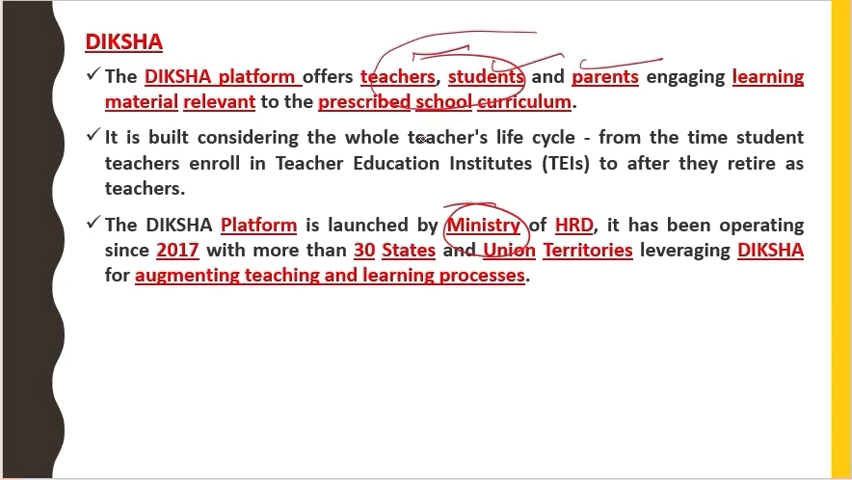 DIKSHA
✓ The DIKSHA platform offers teachers, students and parents engaging learning
material relevant to the prescribed school curriculum.
✓ It is built considering the whole teacher's life cycle - from the time student
teachers enroll in Teacher Education Institutes (TEIs) to after they retire as
teachers.
✓ The DIKSHA Platform is launched by Ministry of HRD, it has been operating
since 2017 with more than 30 States and Union Territories leveraging DIKSHA
for augmenting teaching and learning processes.